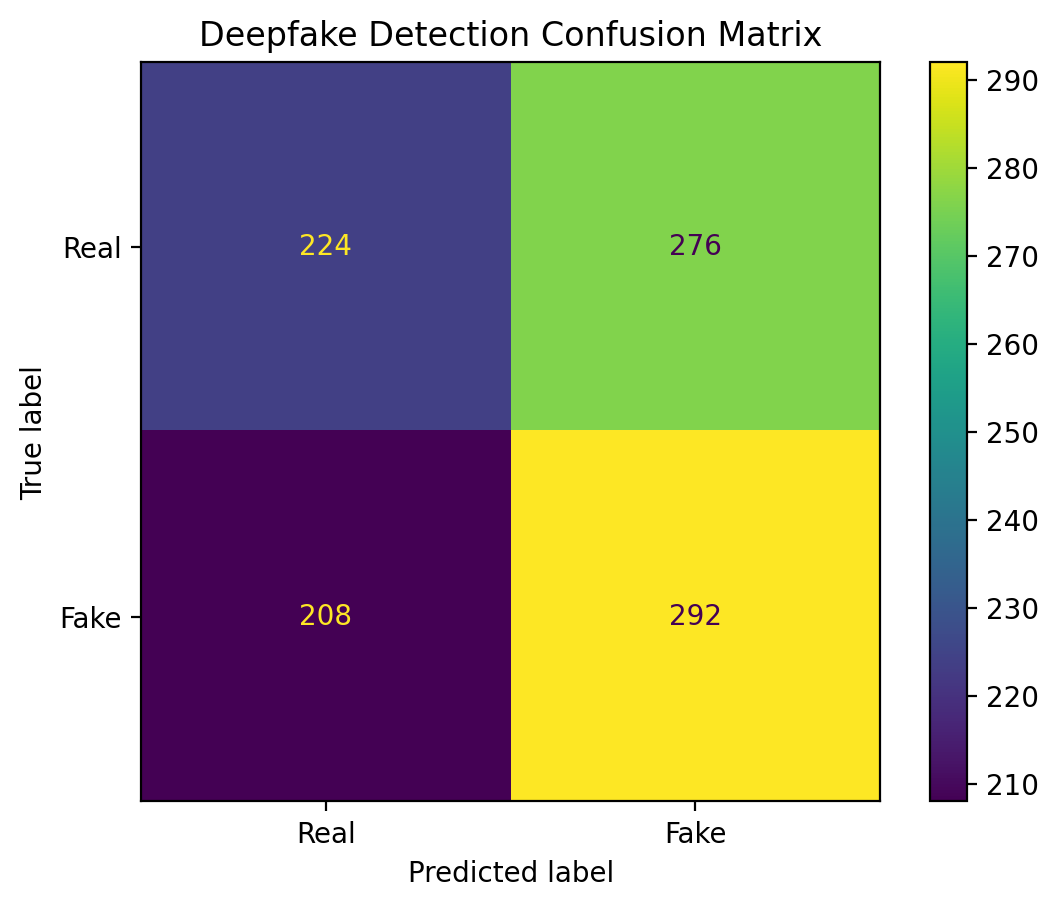 Deepfake Detection Confusion Matrix
True label
Real
Fake
224
276
208
292
Real
Fake
Predicted label
290
280
270
260
250
240
230
220
210